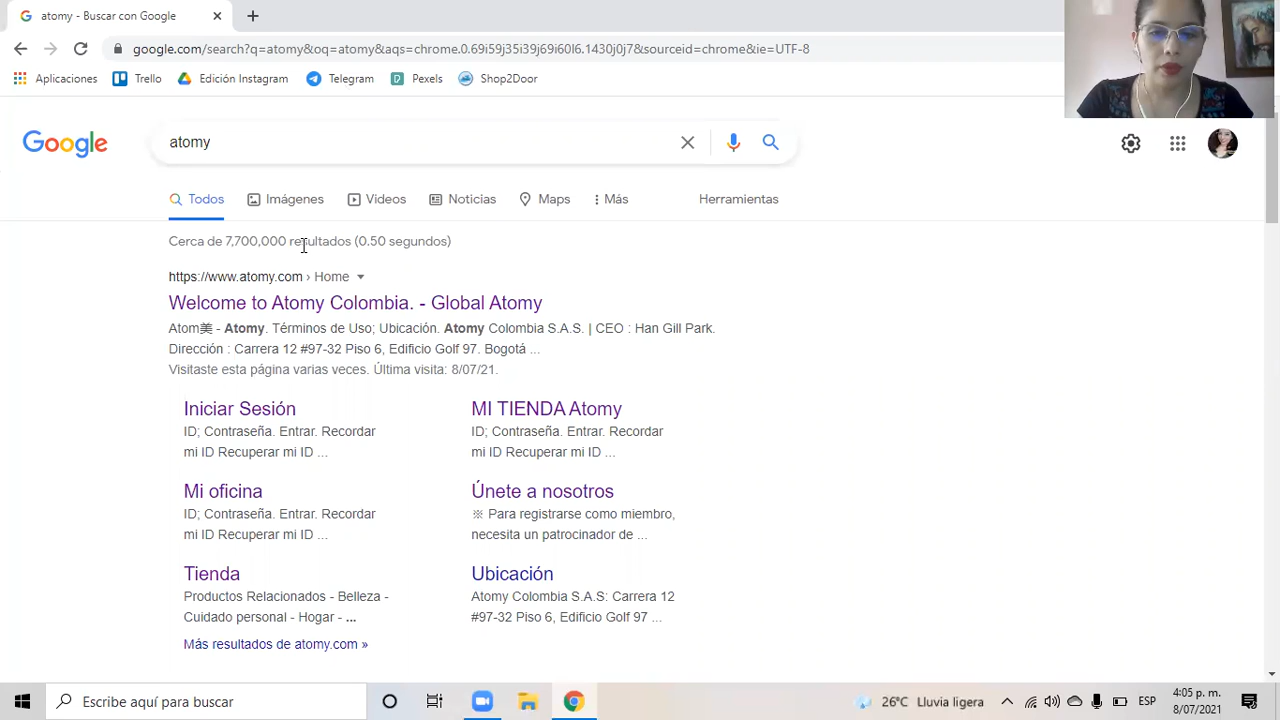 atomy - Buscar con Google
google.com/search?q=atomy&oq=atomy&aqs=chrome.0.69i59j35i39j69i60l6.1430j0j7&sourceid=chrome&ie=UTF-8
Aplicaciones Trello Edición Instagram Telegram Pexels Shop2Door
Google
atomy
Todos Imágenes Videos Noticias Maps Más Herramientas
Cerca de 7,700,000 resultados (0.50 segundos)
https://www.atomy.com › Home
Welcome to Atomy Colombia. - Global Atomy
Atom美 - Atomy. Términos de Uso; Ubicación. Atomy Colombia S.A.S. | CEO : Han Gill Park.
Dirección : Carrera 12 #97-32 Piso 6, Edificio Golf 97. Bogotá ...
Visitaste esta página varias veces. Última visita: 8/07/21.
Iniciar Sesión
ID; Contraseña. Entrar. Recordar
mi ID Recuperar mi ID ...
MI TIENDA Atomy
ID; Contraseña. Entrar. Recordar
mi ID Recuperar mi ID ...
Mi oficina
ID; Contraseña. Entrar. Recordar
mi ID Recuperar mi ID ...
Únete a nosotros
※ Para registrarse como miembro,
necesita un patrocinador de ...
Tienda
Productos Relacionados - Belleza -
Cuidado personal - Hogar - ...
Ubicación
Atomy Colombia S.A.S: Carrera 12
#97-32 Piso 6, Edificio Golf 97 ...
Más resultados de atomy.com »
Escribe aquí para buscar
26°C Lluvia ligera
ESP
4:05 p. m.
8/07/2021